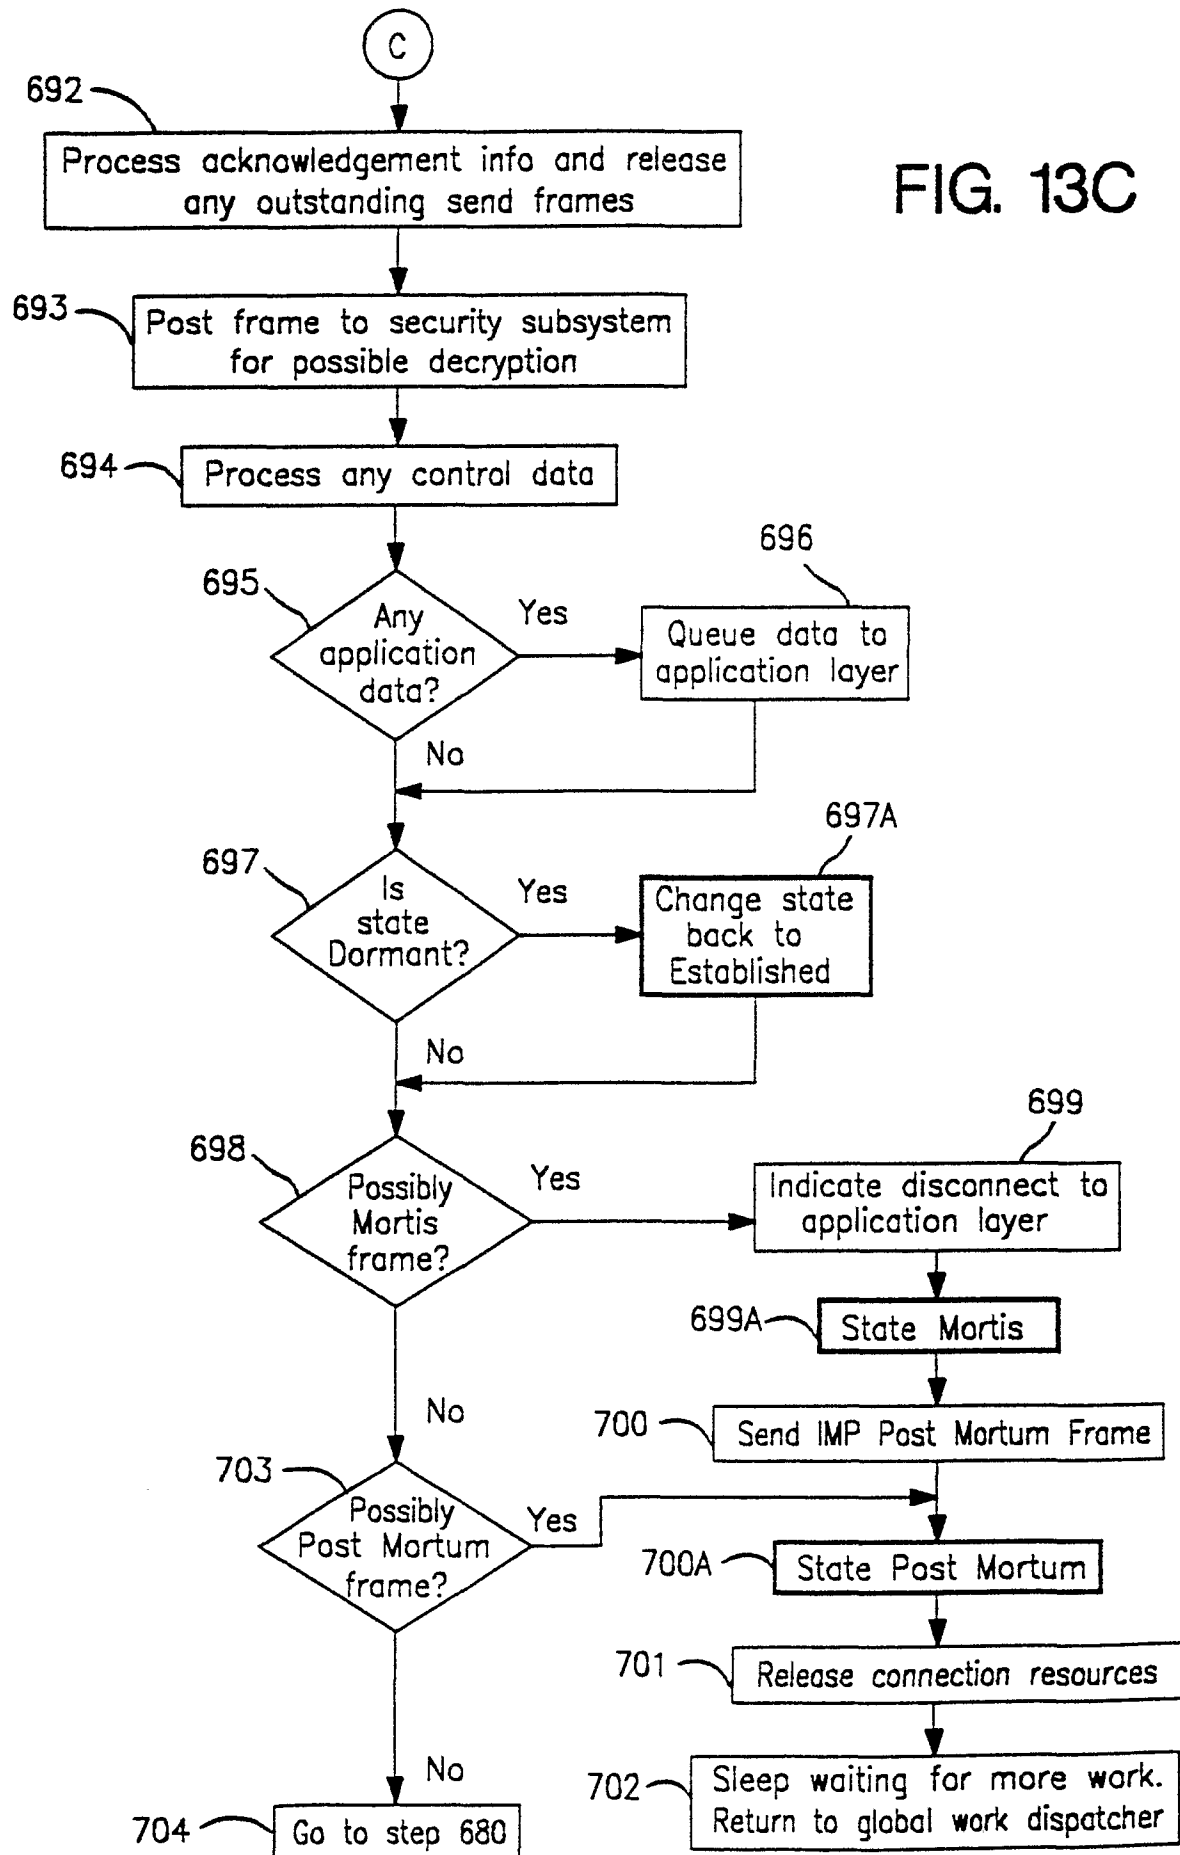 C
692
Process acknowledgement info and release
any outstanding send frames
FIG. 13C
693
Post frame to security subsystem
for possible decryption
694
Process any control data
695
Any
application
data?
Yes
696
Queue data to
application layer
No
697
Is
state
Dormant?
Yes
697A
Change state
back to
Established
No
698
Possibly
Mortis
frame?
Yes
699
Indicate disconnect to
application layer
699A
State Mortis
No
700
Send IMP Post Mortum Frame
703
Possibly
Post Mortum
frame?
Yes
700A
State Post Mortum
701
Release connection resources
No
702
Sleep waiting for more work.
Return to global work dispatcher
704
Go to step 680